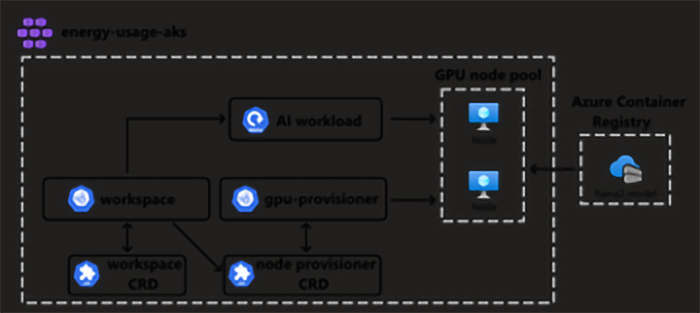 energy-usage-aks
GPU node pool
Azure Container
Registry
AI workload
Node
workspace
gpu-provisioner
Node
workspace
CRD
node provisioner
CRD